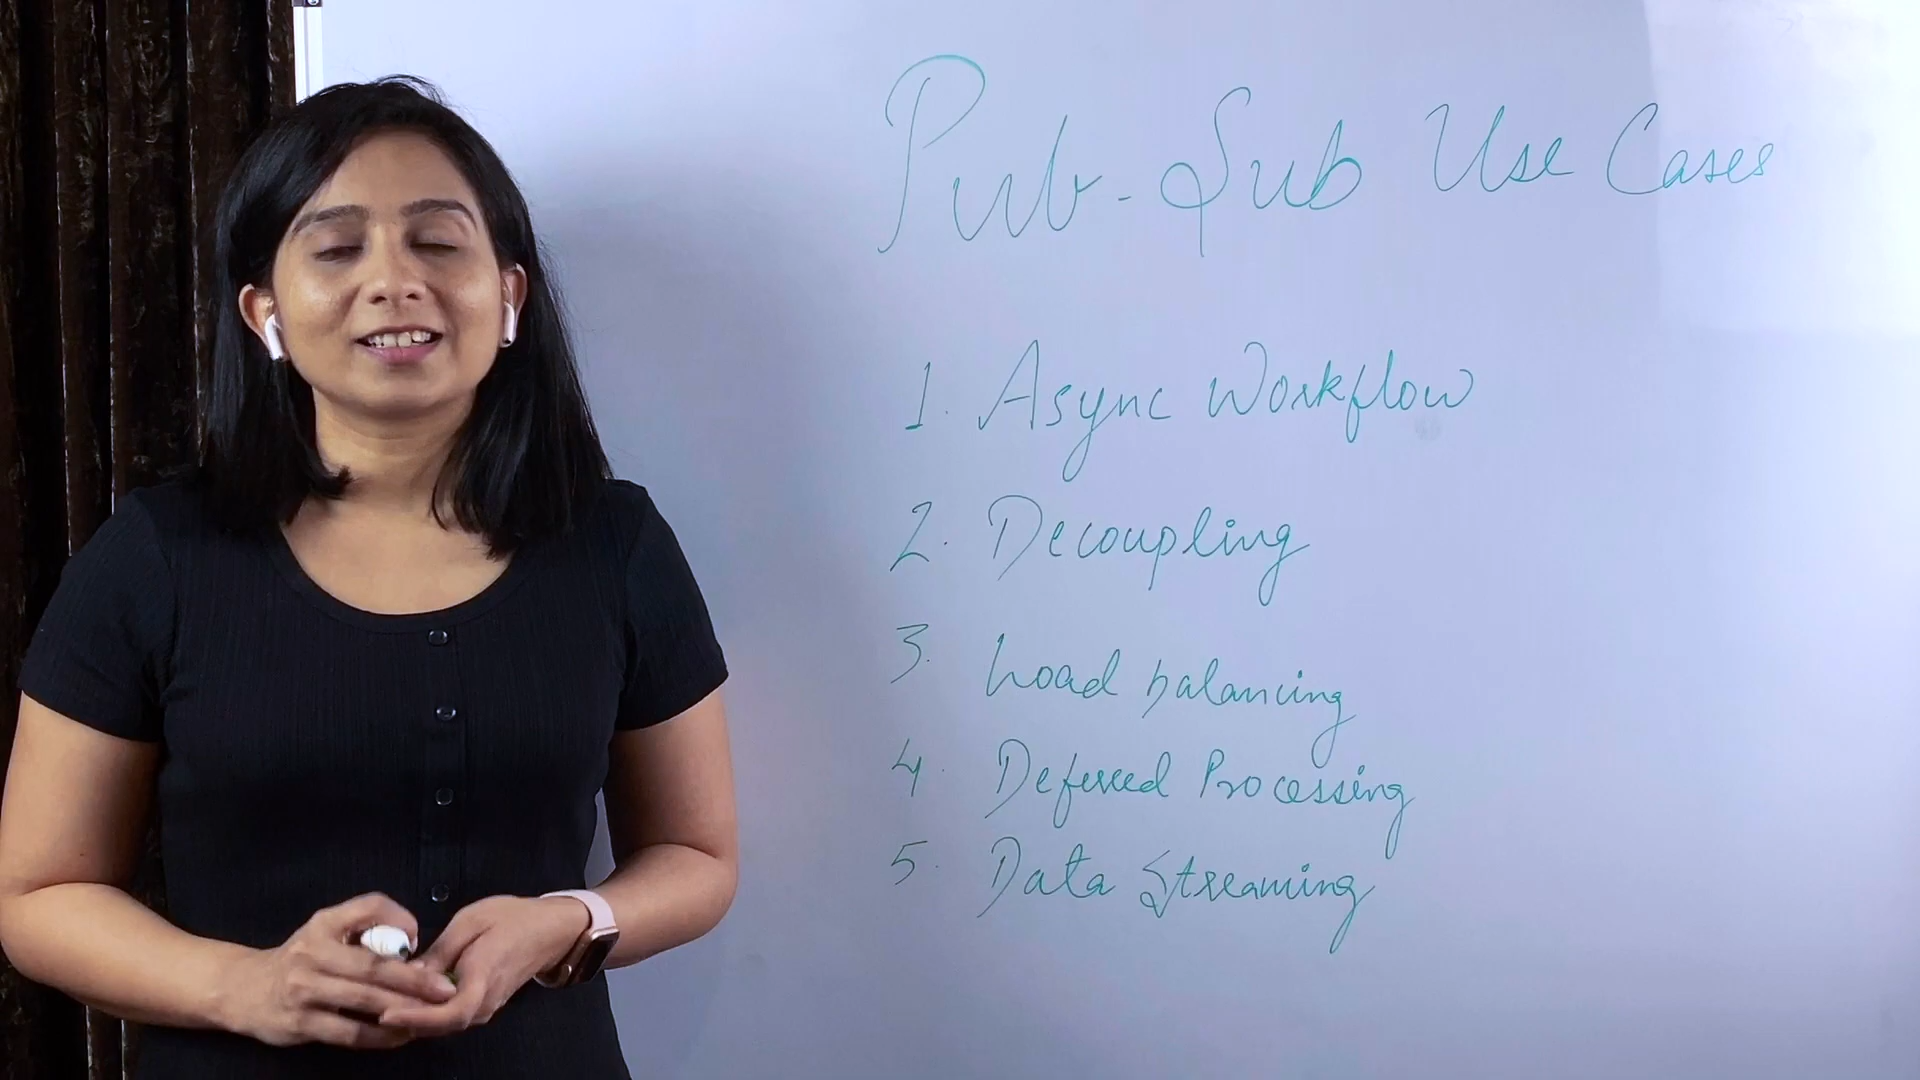 Pub-Sub Use Cases
1. Async Workflow
2. Decoupling
3. Load balancing
4. Deferred Processing
5. Data Streaming